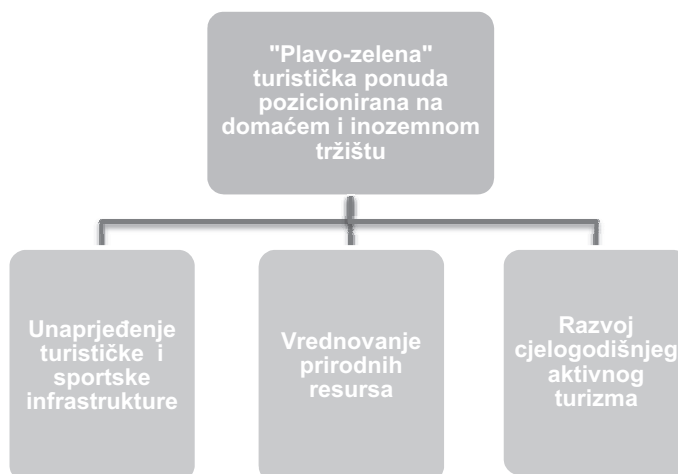 "Plavo-zelena"
turistička ponuda
pozicionirana na
domaćem i inozemnom
tržištu
Unaprjeđenje
turističke i
sportske
infrastrukture
Vrednovanje
prirodnih
resursa
Razvoj
cjelogodišnjeg
aktivnog
turizma